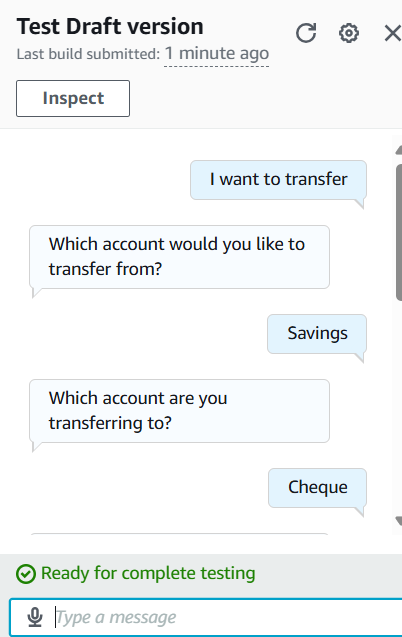 Test Draft version
Last build submitted: 1 minute ago
Inspect
I want to transfer
Which account would you like to
transfer from?
Savings
Which account are you
transferring to?
Cheque
Ready for complete testing
Type a message